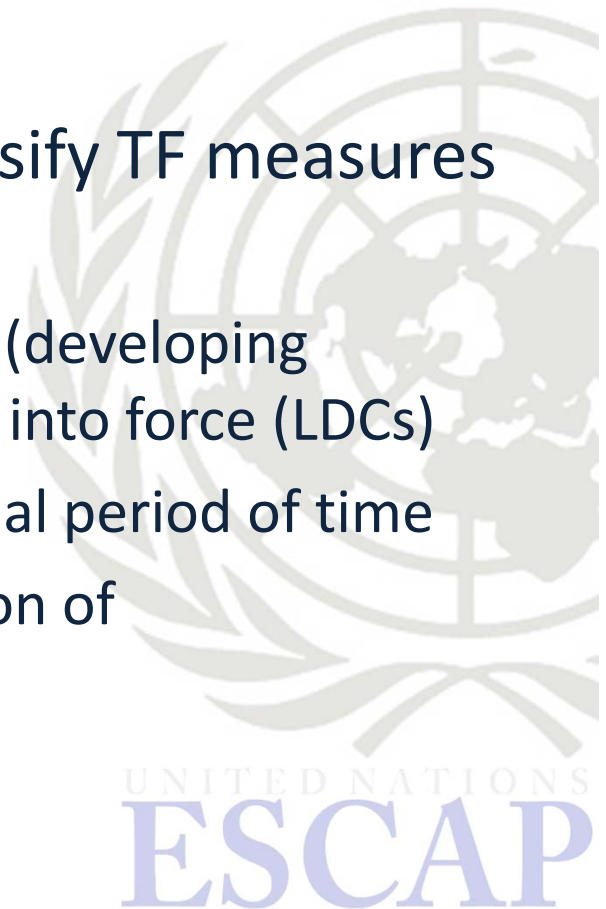 sify TF measures
(developing
into force (LDCs)
al period of time
on of
UNITED NATIONS
ESCAP